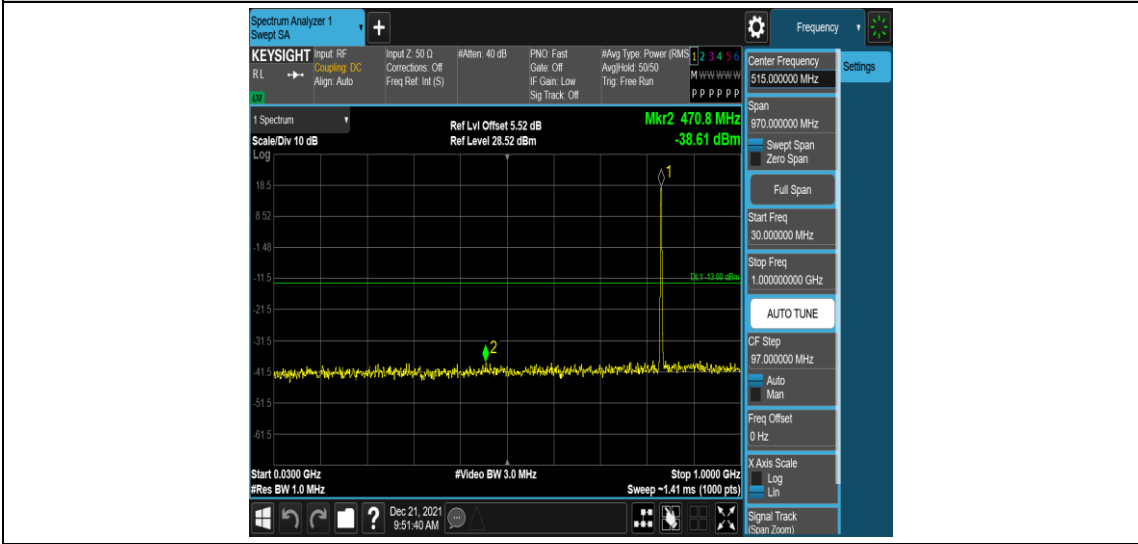 Spectrum Analyzer 1
Swept SA
+
Frequency
KEYSIGHT
Input: RF
Coupling: DC
Align: Auto
Input Z: 50 Ω
Corrections: Off
Freq Ref: Int (S)
#Atten: 40 dB
PNO: Fast
Gate: Off
IF Gain: Low
Sig Track: Off
#Avg Type: Power (RMS
Avg|Hold: 50/50
Trig: Free Run
1 2 3 4 5 6
M W W W W W
P P P P P P
RL
1 Spectrum
Scale/Div 10 dB
Log
Ref Lvl Offset 5.52 dB
Ref Level 28.52 dBm
Mkr2 470.8 MHz
-38.61 dBm
1
18.5
8.52
-1.48
-11.5
DL1 -13.00 dBm
-21.5
-31.5
2
-41.5
-51.5
-61.5
Start 0.0300 GHz
#Video BW 3.0 MHz
Stop 1.0000 GHz
#Res BW 1.0 MHz
Sweep ~1.41 ms (1000 pts)
?
Dec 21, 2021
9:51:40 AM
Center Frequency
515.000000 MHz
Settings
Span
970.000000 MHz
Swept Span
Zero Span
Full Span
Start Freq
30.000000 MHz
Stop Freq
1.000000000 GHz
AUTO TUNE
CF Step
97.000000 MHz
Auto
Man
Freq Offset
0 Hz
X Axis Scale
Log
Lin
Signal Track
(Span Zoom)